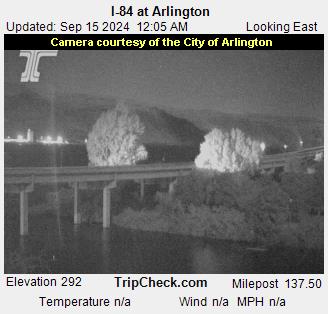 I-84 at Arlington
Updated: Sep 15 2024 12:05 AM Looking East
Camera courtesy of the City of Arlington
Elevation 292 TripCheck.com Milepost 137.50
Temperature n/a Wind n/a MPH n/a